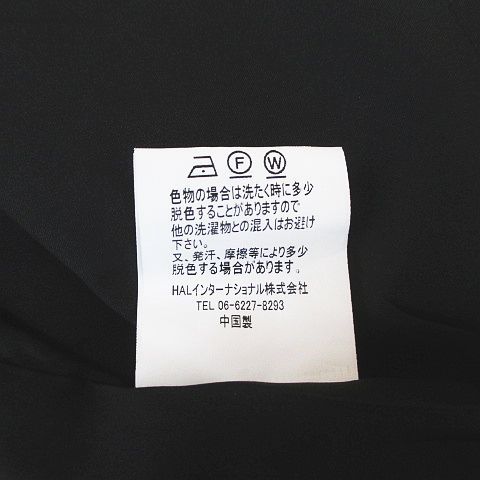 F W
色物の場合は洗たく時に多少
脱色することがありますので
他の洗濯物との混入はお避け
下さい。
又、発汗、摩擦等により多少
脱色する場合があります。
HALインターナショナル株式会社
TEL 06-6227-8293
中国製